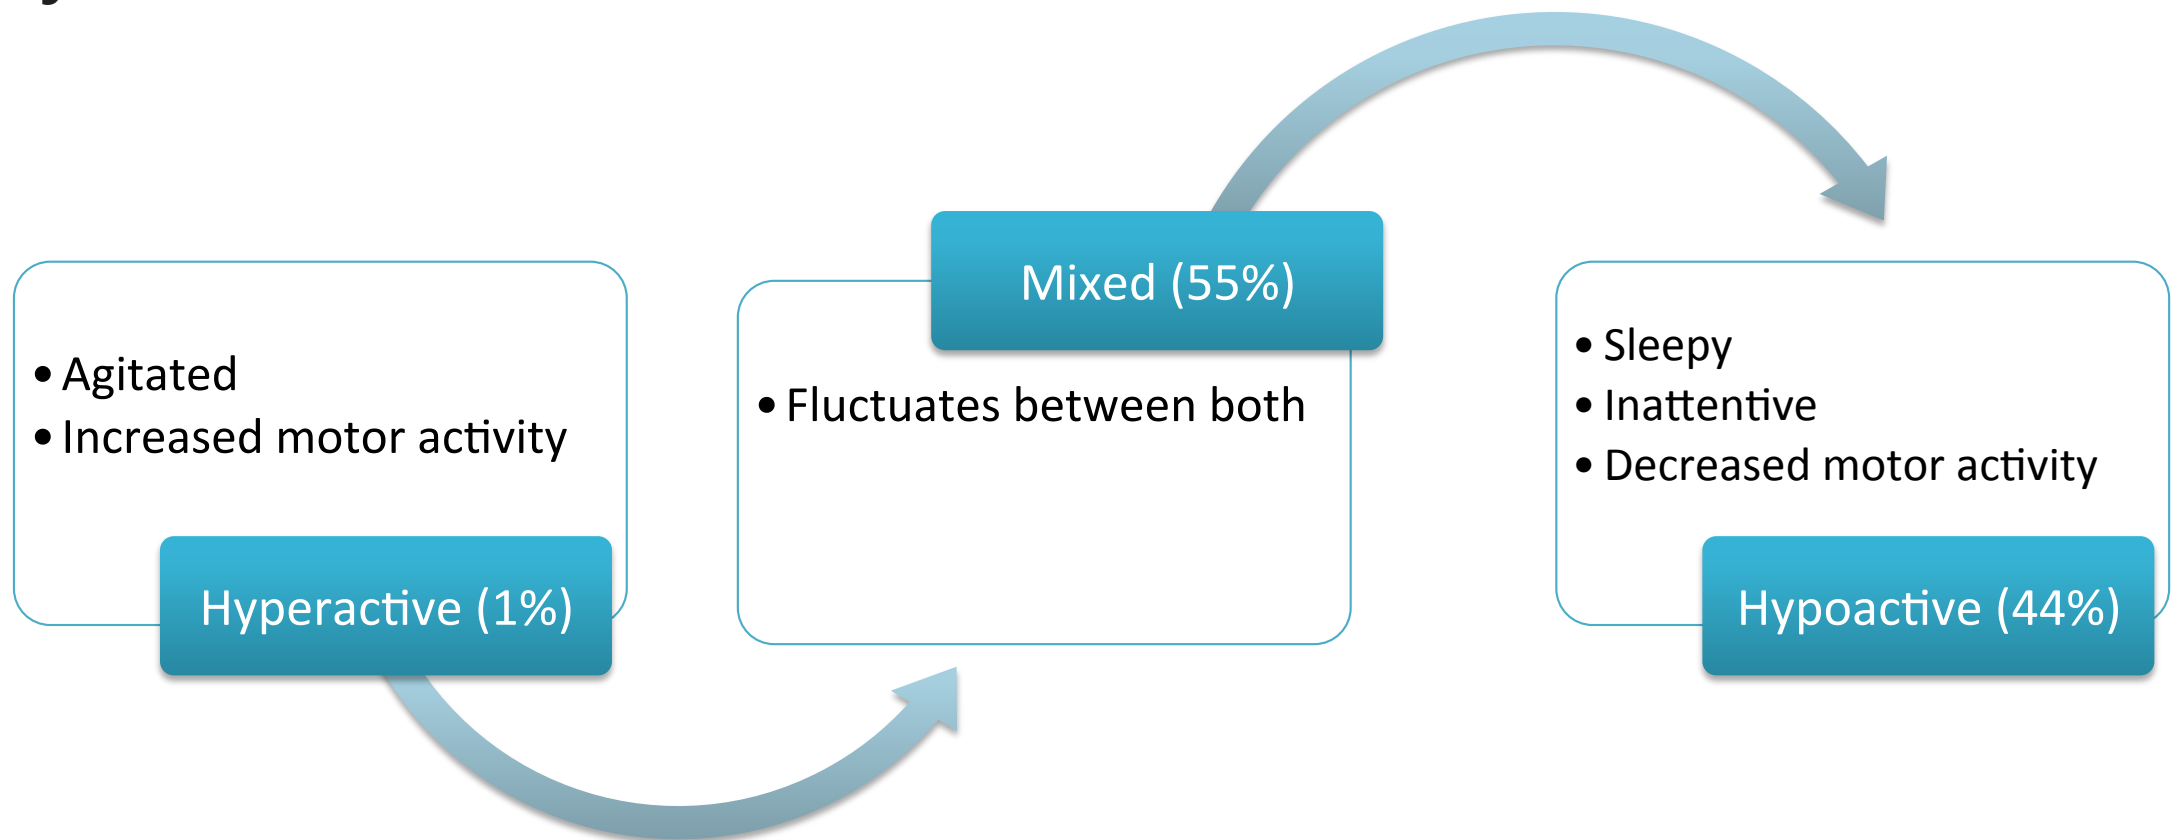 • Agitated
• Increased motor activity
Hyperactive (1%)
Mixed (55%)
• Fluctuates between both
• Sleepy
• Inattentive
• Decreased motor activity
Hypoactive (44%)